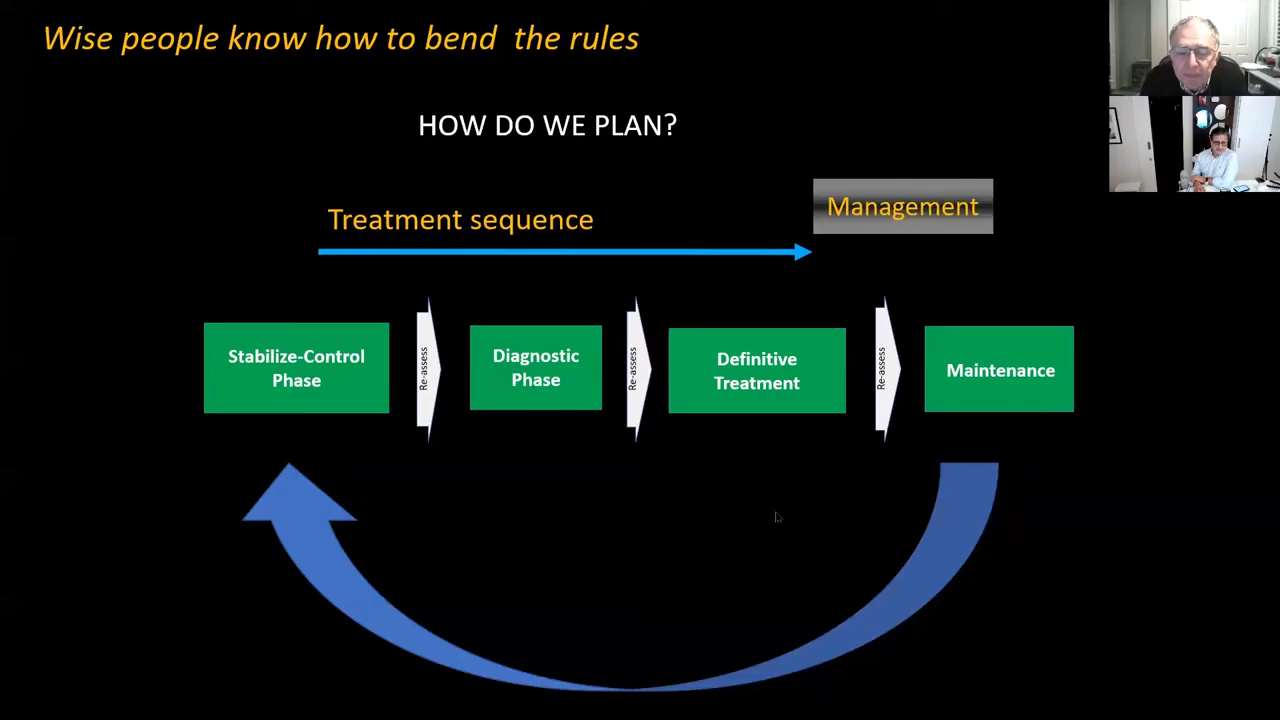 Wise people know how to bend the rules
HOW DO WE PLAN?
Treatment sequence
Management
Stabilize-Control
Phase
Re-assess
Diagnostic
Phase
Re-assess
Definitive
Treatment
Re-assess
Maintenance